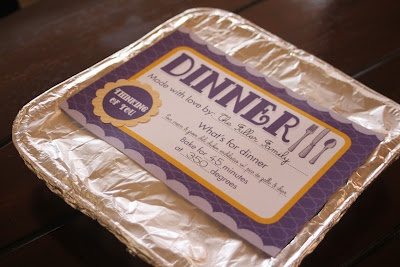 DINNER
Made with love by: The Fuller Family
THINKING
OF YOU
What's for dinner
Bake for 45 minutes
at 350 degrees